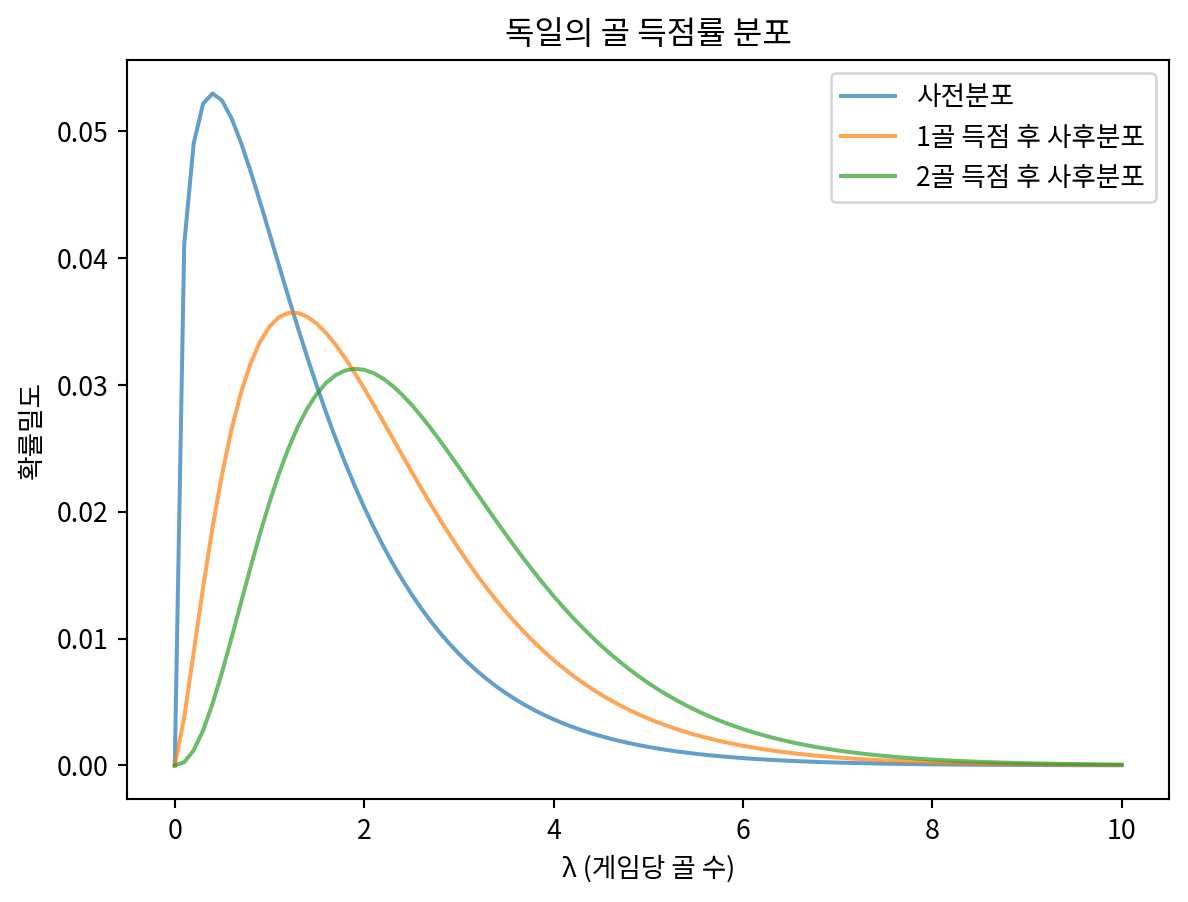 독일의 골 득점률 분포
사전분포
1골 득점 후 사후분포
2골 득점 후 사후분포
확률밀도
0.05
0.04
0.03
0.02
0.01
0.00
0 2 4 6 8 10
λ (게임당 골 수)